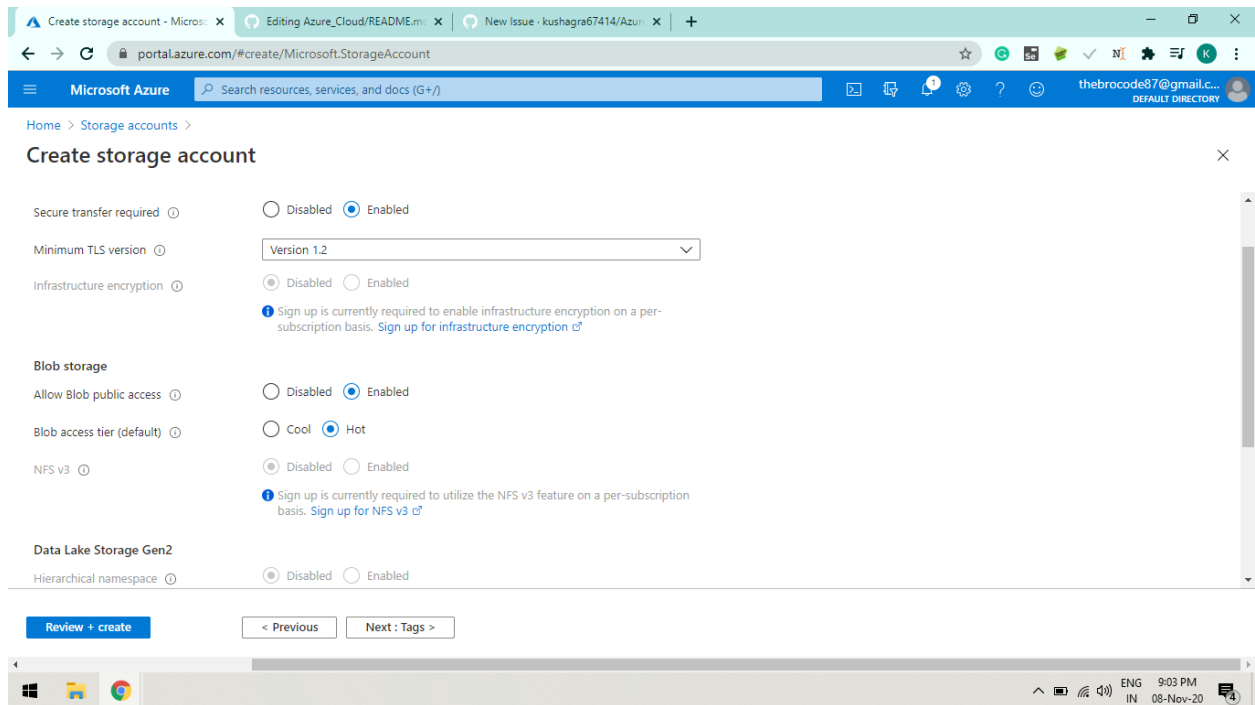 Create storage account - Microso
Editing Azure_Cloud/README.m
New Issue · kushagra67414/Azur
portal.azure.com/#create/Microsoft.StorageAccount
Microsoft Azure
Search resources, services, and docs (G+/)
1
thebrocode87@gmail.c...
DEFAULT DIRECTORY
K
Home > Storage accounts >
Create storage account
Secure transfer required
Disabled Enabled
Minimum TLS version
Version 1.2
Infrastructure encryption
Disabled Enabled
Sign up is currently required to enable infrastructure encryption on a per-
subscription basis. Sign up for infrastructure encryption
Blob storage
Allow Blob public access
Disabled Enabled
Blob access tier (default)
Cool Hot
NFS v3
Disabled Enabled
Sign up is currently required to utilize the NFS v3 feature on a per-subscription
basis. Sign up for NFS v3
Data Lake Storage Gen2
Hierarchical namespace
Disabled Enabled
Review + create
< Previous
Next : Tags >
ENG
IN
9:03 PM
08-Nov-20
4